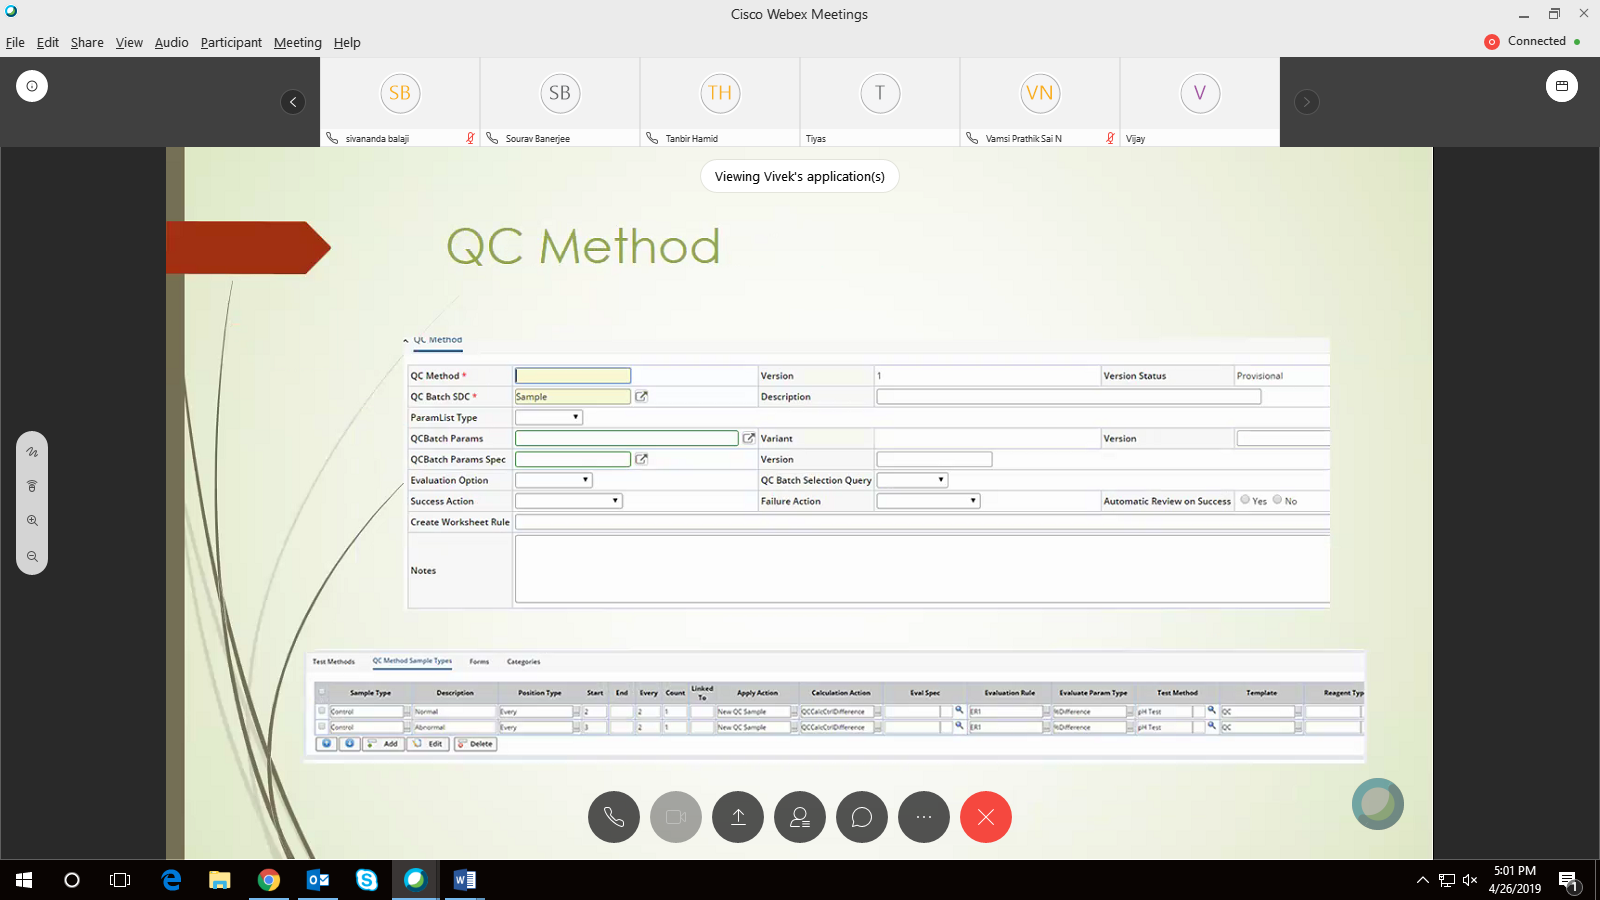 Cisco Webex Meetings
File Edit Share View Audio Participant Meeting Help
Connected
SB SB TH T VN V
sivananda balaji Sourav Banerjee Tanbir Hamid Tiyas Vamsi Prathik Sai N Vijay
Viewing Vivek's application(s)
QC Method
QC Method
QC Method * Version 1 Version Status Provisional
QC Batch SDC * Sample Description
ParamList Type
QCBatch Params Variant Version
QCBatch Params Spec Version
Evaluation Option QC Batch Selection Query
Success Action Failure Action Automatic Review on Success Yes No
Create Worksheet Rule
Notes
Test Methods QC Method Sample Types Forms Categories
Sample Type Description Position Type Start End Every Count Linked To Apply Action Calculation Action Eval Spec Evaluation Rule Evaluate Param Type Test Method Template Reagent Typ
Control Normal Every 2 2 1 New QC Sample QCCalcCtrlDifference ER1 %Difference pH Test QC
Control Abnormal Every 3 2 1 New QC Sample QCCalcCtrlDifference ER1 %Difference pH Test QC
Add Edit Delete
5:01 PM
4/26/2019
1